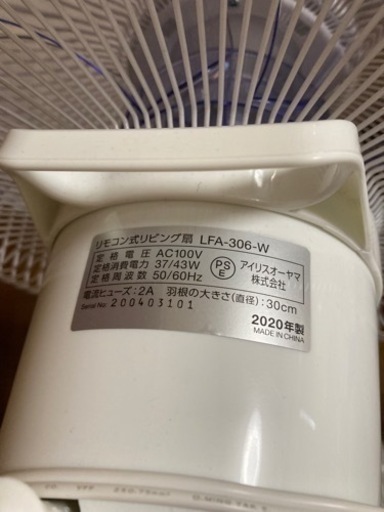 リモコン式リビング扇 LFA-306-W
定格電圧 AC100V
定格消費電力 37/43W
定格周波数 50/60Hz
PSE
アイリスオーヤマ
株式会社
電流ヒューズ:2A 羽根の大きさ(直径):30cm
Serial No: 200403101
2020年製
MADE IN CHINA
VFF